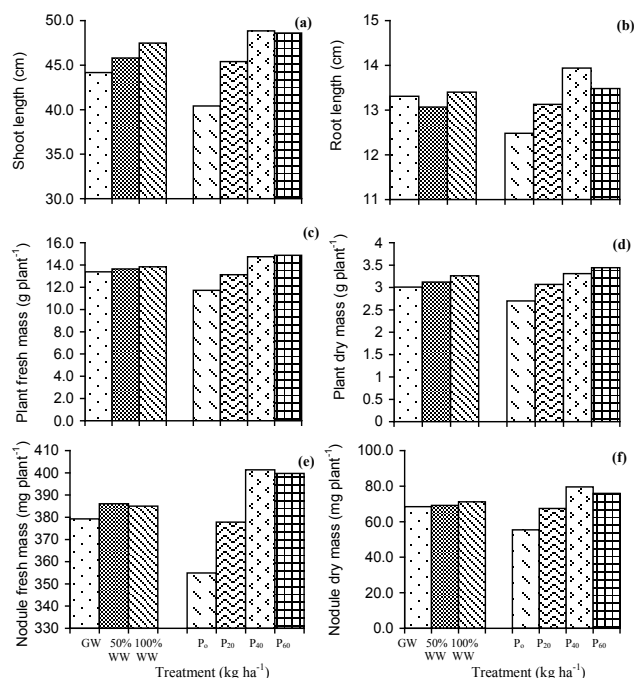 (a)
Shoot length (cm)
50.0
45.0
40.0
35.0
30.0
(b)
Root length (cm)
15
14
13
12
11
(c)
Plant fresh mass (g plant⁻¹)
16.0
14.0
12.0
10.0
8.0
6.0
4.0
2.0
0.0
(d)
Plant dry mass (g plant⁻¹)
4
3.5
3
2.5
2
1.5
1
0.5
0
(e)
Nodule fresh mass (mg plant⁻¹)
410
400
390
380
370
360
350
340
330
GW 50% WW 100% WW P₀ P₂₀ P₄₀ P₆₀
Treatment (kg ha⁻¹)
(f)
Nodule dry mass (mg plant⁻¹)
100.0
80.0
60.0
40.0
20.0
0.0
GW 50% WW 100% WW P₀ P₂₀ P₄₀ P₆₀
Treatment (kg ha⁻¹)